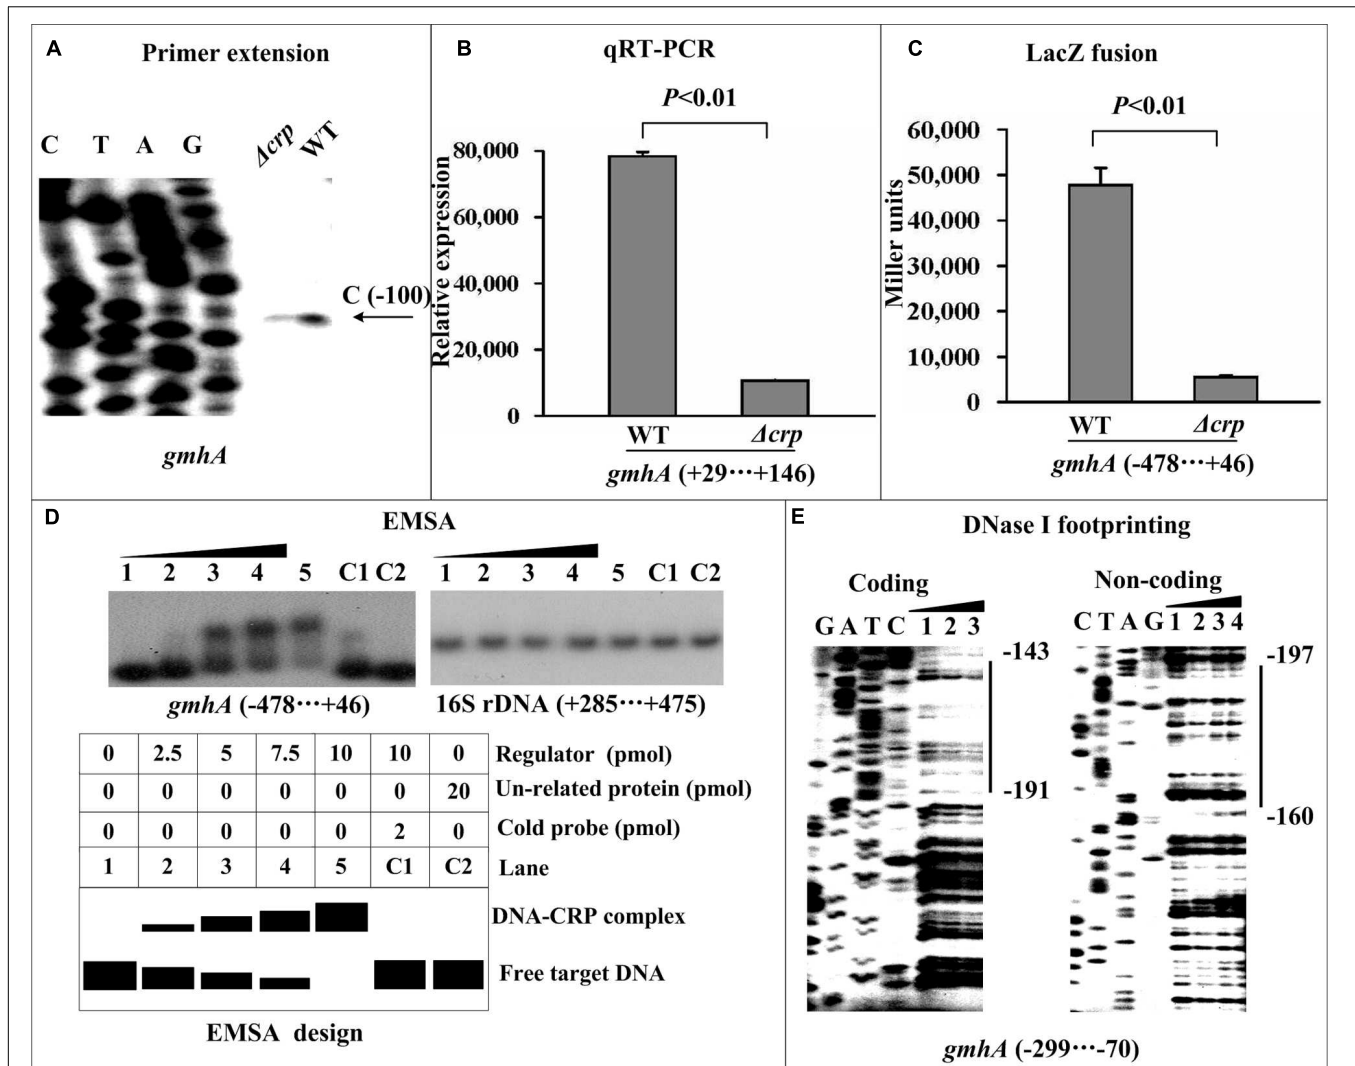 A
Primer extension
C T A G Δcrp WT
C (-100)
gmhA
B
qRT-PCR
P<0.01
Relative expression
80,000
60,000
40,000
20,000
0
WT Δcrp
gmhA (+29···+146)
C
LacZ fusion
P<0.01
Miller units
60,000
50,000
40,000
30,000
20,000
10,000
0
WT Δcrp
gmhA (-478···+46)
D
EMSA
1 2 3 4 5 C1 C2
1 2 3 4 5 C1 C2
gmhA (-478···+46)
16S rDNA (+285···+475)
0 2.5 5 7.5 10 10 0 Regulator (pmol)
0 0 0 0 0 0 20 Un-related protein (pmol)
0 0 0 0 0 2 0 Cold probe (pmol)
1 2 3 4 5 C1 C2 Lane
DNA-CRP complex
Free target DNA
EMSA design
E
DNase I footprinting
Coding
G A T C 1 2 3
-143
-191
Non-coding
C T A G 1 2 3 4
-197
-160
gmhA (-299···-70)